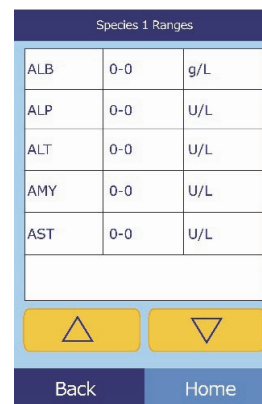 Species 1 Ranges
ALB 0-0 g/L
ALP 0-0 U/L
ALT 0-0 U/L
AMY 0-0 U/L
AST 0-0 U/L
Back Home